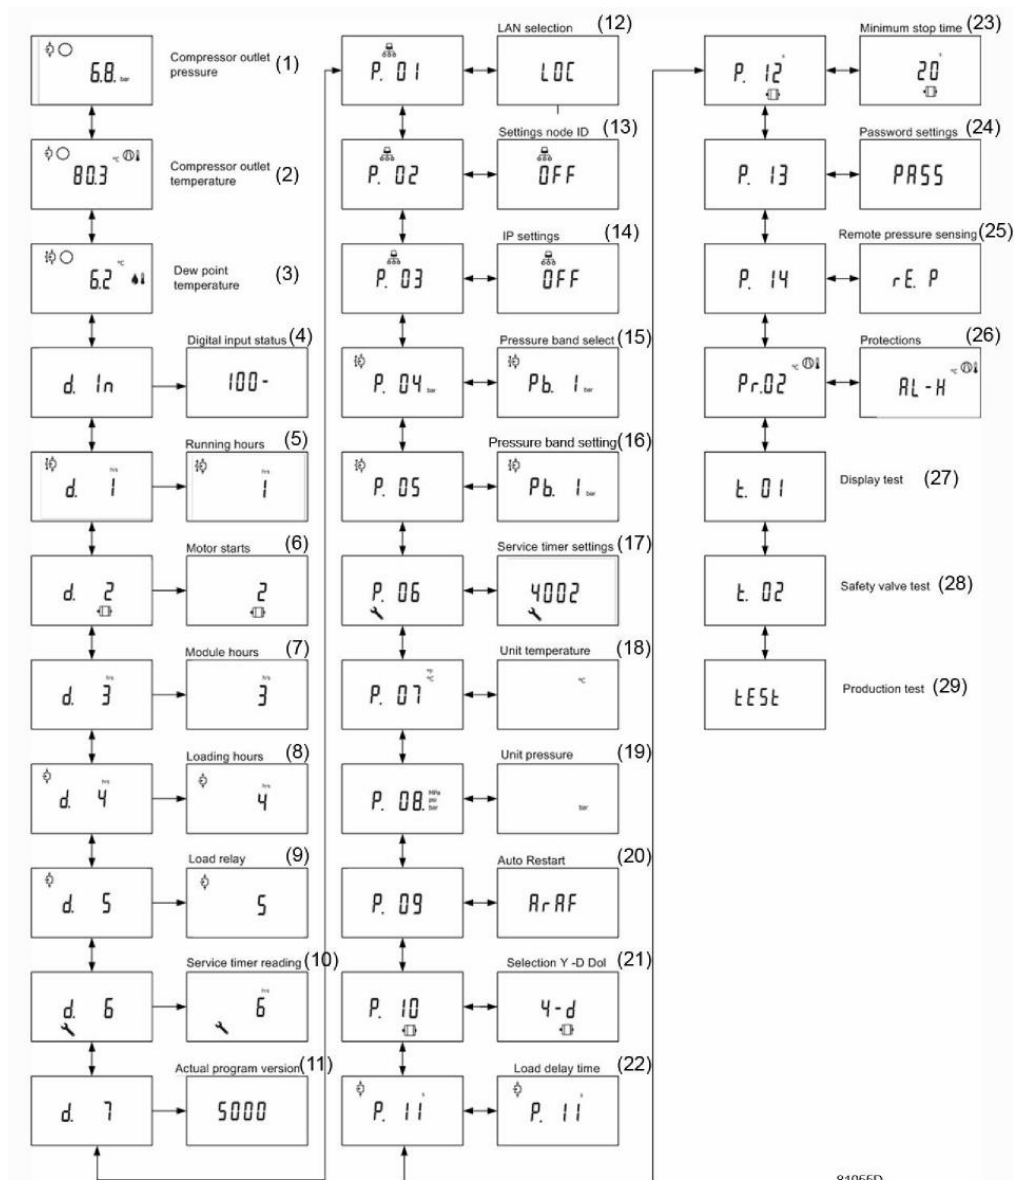 6.8. bar
Compressor outlet
pressure
(1)
80.3 °C
Compressor outlet
temperature
(2)
6.2 °C
Dew point
temperature
(3)
d. In
Digital input status (4)
100-
d. 1 hrs
Running hours (5)
1 hrs
d. 2
Motor starts (6)
2
d. 3 hrs
Module hours (7)
3 hrs
d. 4 hrs
Loading hours (8)
4 hrs
d. 5
Load relay (9)
5
d. 6
Service timer reading (10)
6 hrs
d. 7
Actual program version (11)
5000
P. 01
LAN selection (12)
LOC
P. 02
Settings node ID (13)
OFF
P. 03
IP settings (14)
OFF
P. 04 bar
Pressure band select (15)
Pb. 1 bar
P. 05
Pressure band setting (16)
Pb. 1 bar
P. 06
Service timer settings (17)
4002
P. 07 °F °C
Unit temperature (18)
°C
P. 08. MPa
psi
bar
Unit pressure (19)
bar
P. 09
Auto Restart (20)
ArAF
P. 10
Selection Y -D Dol (21)
Y-d
P. 11 s
Load delay time (22)
P. 11 s
P. 12 s
Minimum stop time (23)
20 s
P. 13
Password settings (24)
PASS
P. 14
Remote pressure sensing (25)
rE. P
Pr.02 °C
Protections (26)
AL-H °C
t. 01
Display test (27)
t. 02
Safety valve test (28)
tESt
Production test (29)
81055D